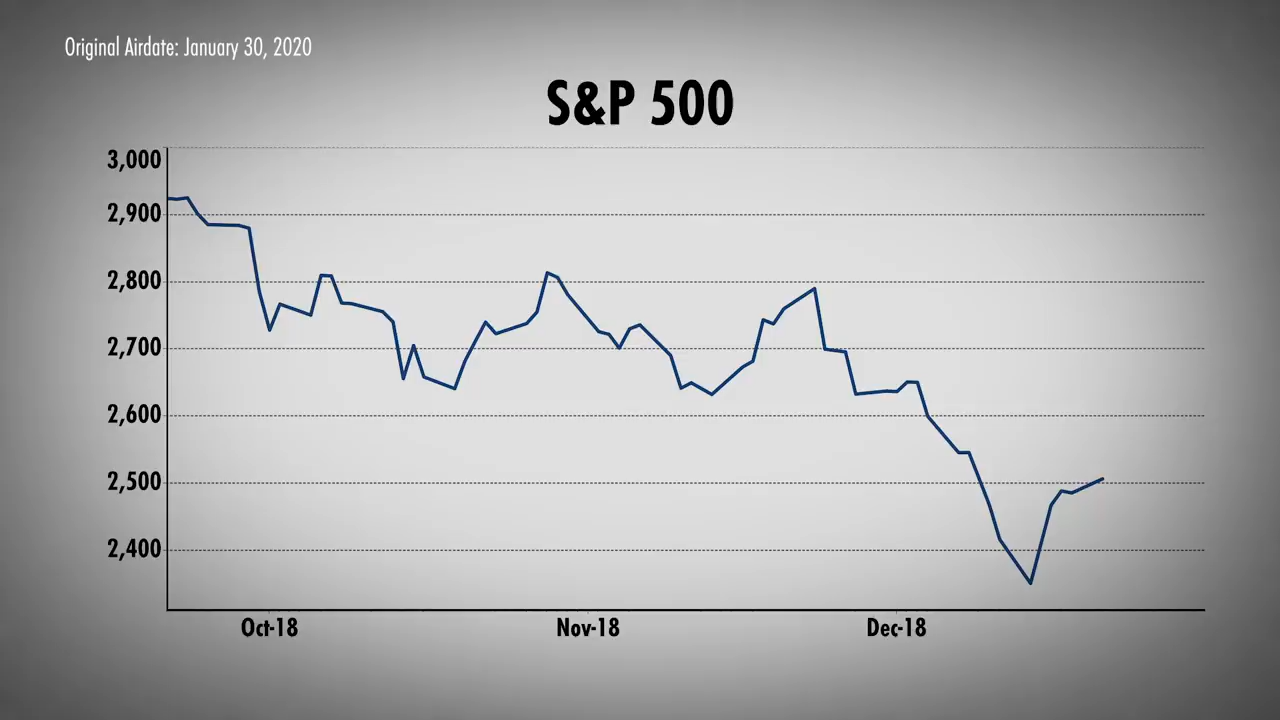 Original Airdate: January 30, 2020
S&P 500
3,000
2,900
2,800
2,700
2,600
2,500
2,400
Oct-18 Nov-18 Dec-18